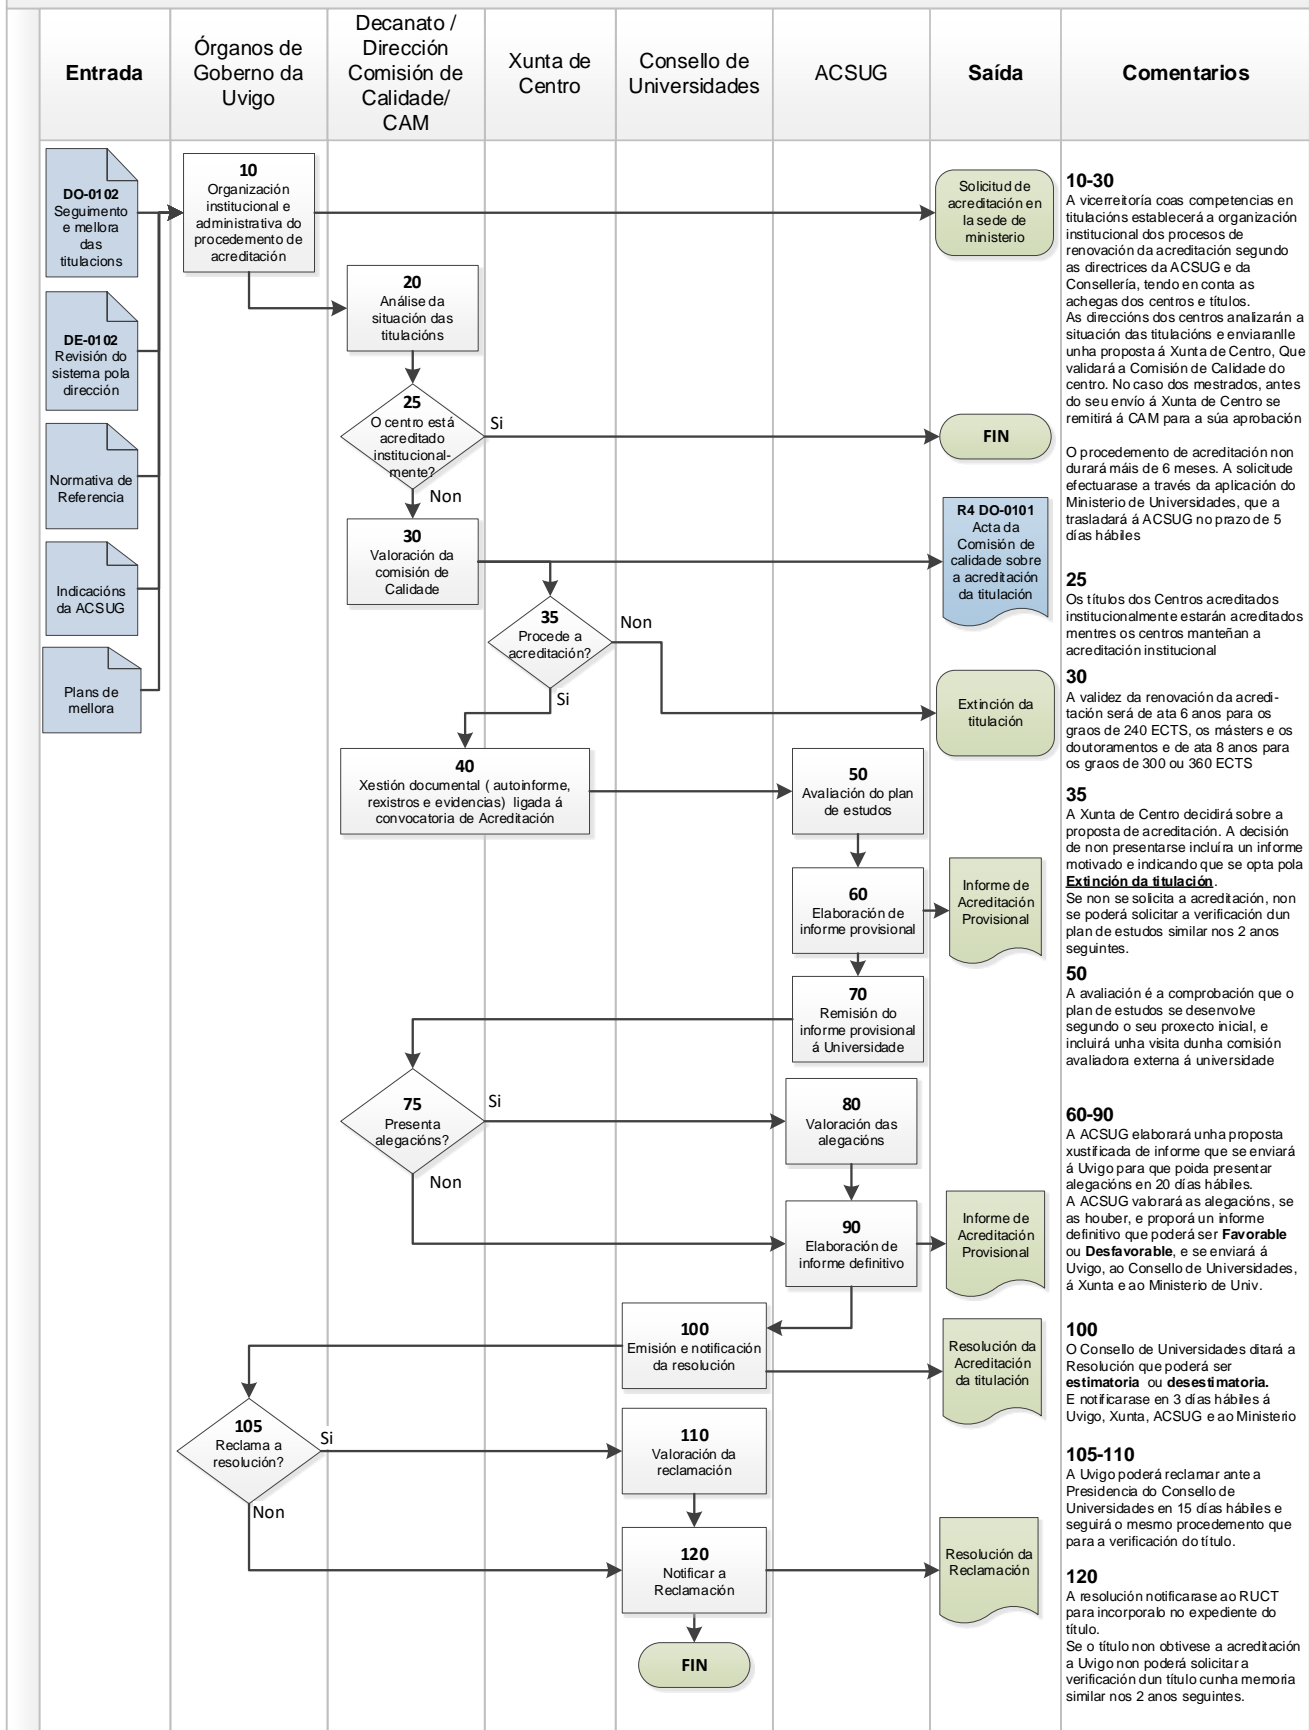 Entrada
Órganos de
Goberno da
Uvigo
Decanato /
Dirección
Comisión de
Calidade/
CAM
Xunta de
Centro
Consello de
Universidades
ACSUG
Saída
Comentarios
DO-0102
Seguimento
e mellora
das
titulacions
DE-0102
Revisión do
sistema pola
dirección
Normativa de
Referencia
Indicacións
da ACSUG
Plans de
mellora
10
Organización
institucional e
administrativa do
procedemento de
acreditación
Solicitud de
acreditación en
la sede de
ministerio
20
Análise da
situación das
titulacións
25
O centro está
acreditado
institucional-
mente?
Si
FIN
Non
30
Valoración da
comisión de
Calidade
R4 DO-0101
Acta da
Comisión de
calidade sobre
a acreditación
da titulación
35
Procede a
acreditación?
Non
Si
Extinción da
titulación
40
Xestión documental ( autoinforme,
rexistros e evidencias) ligada á
convocatoria de Acreditación
50
Avaliación do plan
de estudos
60
Elaboración de
informe provisional
Informe de
Acreditación
Provisional
70
Remisión do
informe provisional
á Universidade
75
Presenta
alegacións?
Si
Non
80
Valoración das
alegacións
90
Elaboración de
informe definitivo
Informe de
Acreditación
Provisional
100
Emisión e notificación
da resolución
Resolución da
Acreditación
da titulación
105
Reclama a
resolución?
Si
Non
110
Valoración da
reclamación
120
Notificar a
Reclamación
Resolución da
Reclamación
FIN
10-30
A vicerreitoría coas competencias en
titulacións establecerá a organización
institucional dos procesos de
renovación da acreditación segundo
as directrices da ACSUG e da
Consellería, tendo en conta as
achegas dos centros e títulos.
As direccións dos centros analizarán a
situación das titulacións e enviaranlle
unha proposta á Xunta de Centro, Que
validará a Comisión de Calidade do
centro. No caso dos mestrados, antes
do seu envío á Xunta de Centro se
remitirá á CAM para a súa aprobación
O procedemento de acreditación non
durará máis de 6 meses. A solicitude
efectuarase a través da aplicación do
Ministerio de Universidades, que a
trasladará á ACSUG no prazo de 5
días hábiles
25
Os títulos dos Centros acreditados
institucionalmente estarán acreditados
mentres os centros manteñan a
acreditación institucional
30
A validez da renovación da acredi-
tación será de ata 6 anos para os
graos de 240 ECTS, os másters e os
doutoramentos e de ata 8 anos para
os graos de 300 ou 360 ECTS
35
A Xunta de Centro decidirá sobre a
proposta de acreditación. A decisión
de non presentarse incluíra un informe
motivado e indicando que se opta pola
Extinción da titulación.
Se non se solicita a acreditación, non
se poderá solicitar a verificación dun
plan de estudos similar nos 2 anos
seguintes.
50
A avaliación é a comprobación que o
plan de estudos se desenvolve
segundo o seu proxecto inicial, e
incluirá unha visita dunha comisión
avaliadora externa á universidade
60-90
A ACSUG elaborará unha proposta
xustificada de informe que se enviará
á Uvigo para que poida presentar
alegacións en 20 días hábiles.
A ACSUG valorará as alegacións, se
as houber, e proporá un informe
definitivo que poderá ser Favorable
ou Desfavorable, e se enviará á
Uvigo, ao Consello de Universidades,
á Xunta e ao Ministerio de Univ.
100
O Consello de Universidades ditará a
Resolución que poderá ser
estimatoria ou desestimatoria.
E notificarase en 3 días hábiles á
Uvigo, Xunta, ACSUG e ao Ministerio
105-110
A Uvigo poderá reclamar ante a
Presidencia do Consello de
Universidades en 15 días hábiles e
seguirá o mesmo procedemento que
para a verificación do título.
120
A resolución notificarase ao RUCT
para incorporalo no expediente do
título.
Se o título non obtivese a acreditación
a Uvigo non poderá solicitar a
verificación dun título cunha memoria
similar nos 2 anos seguintes.